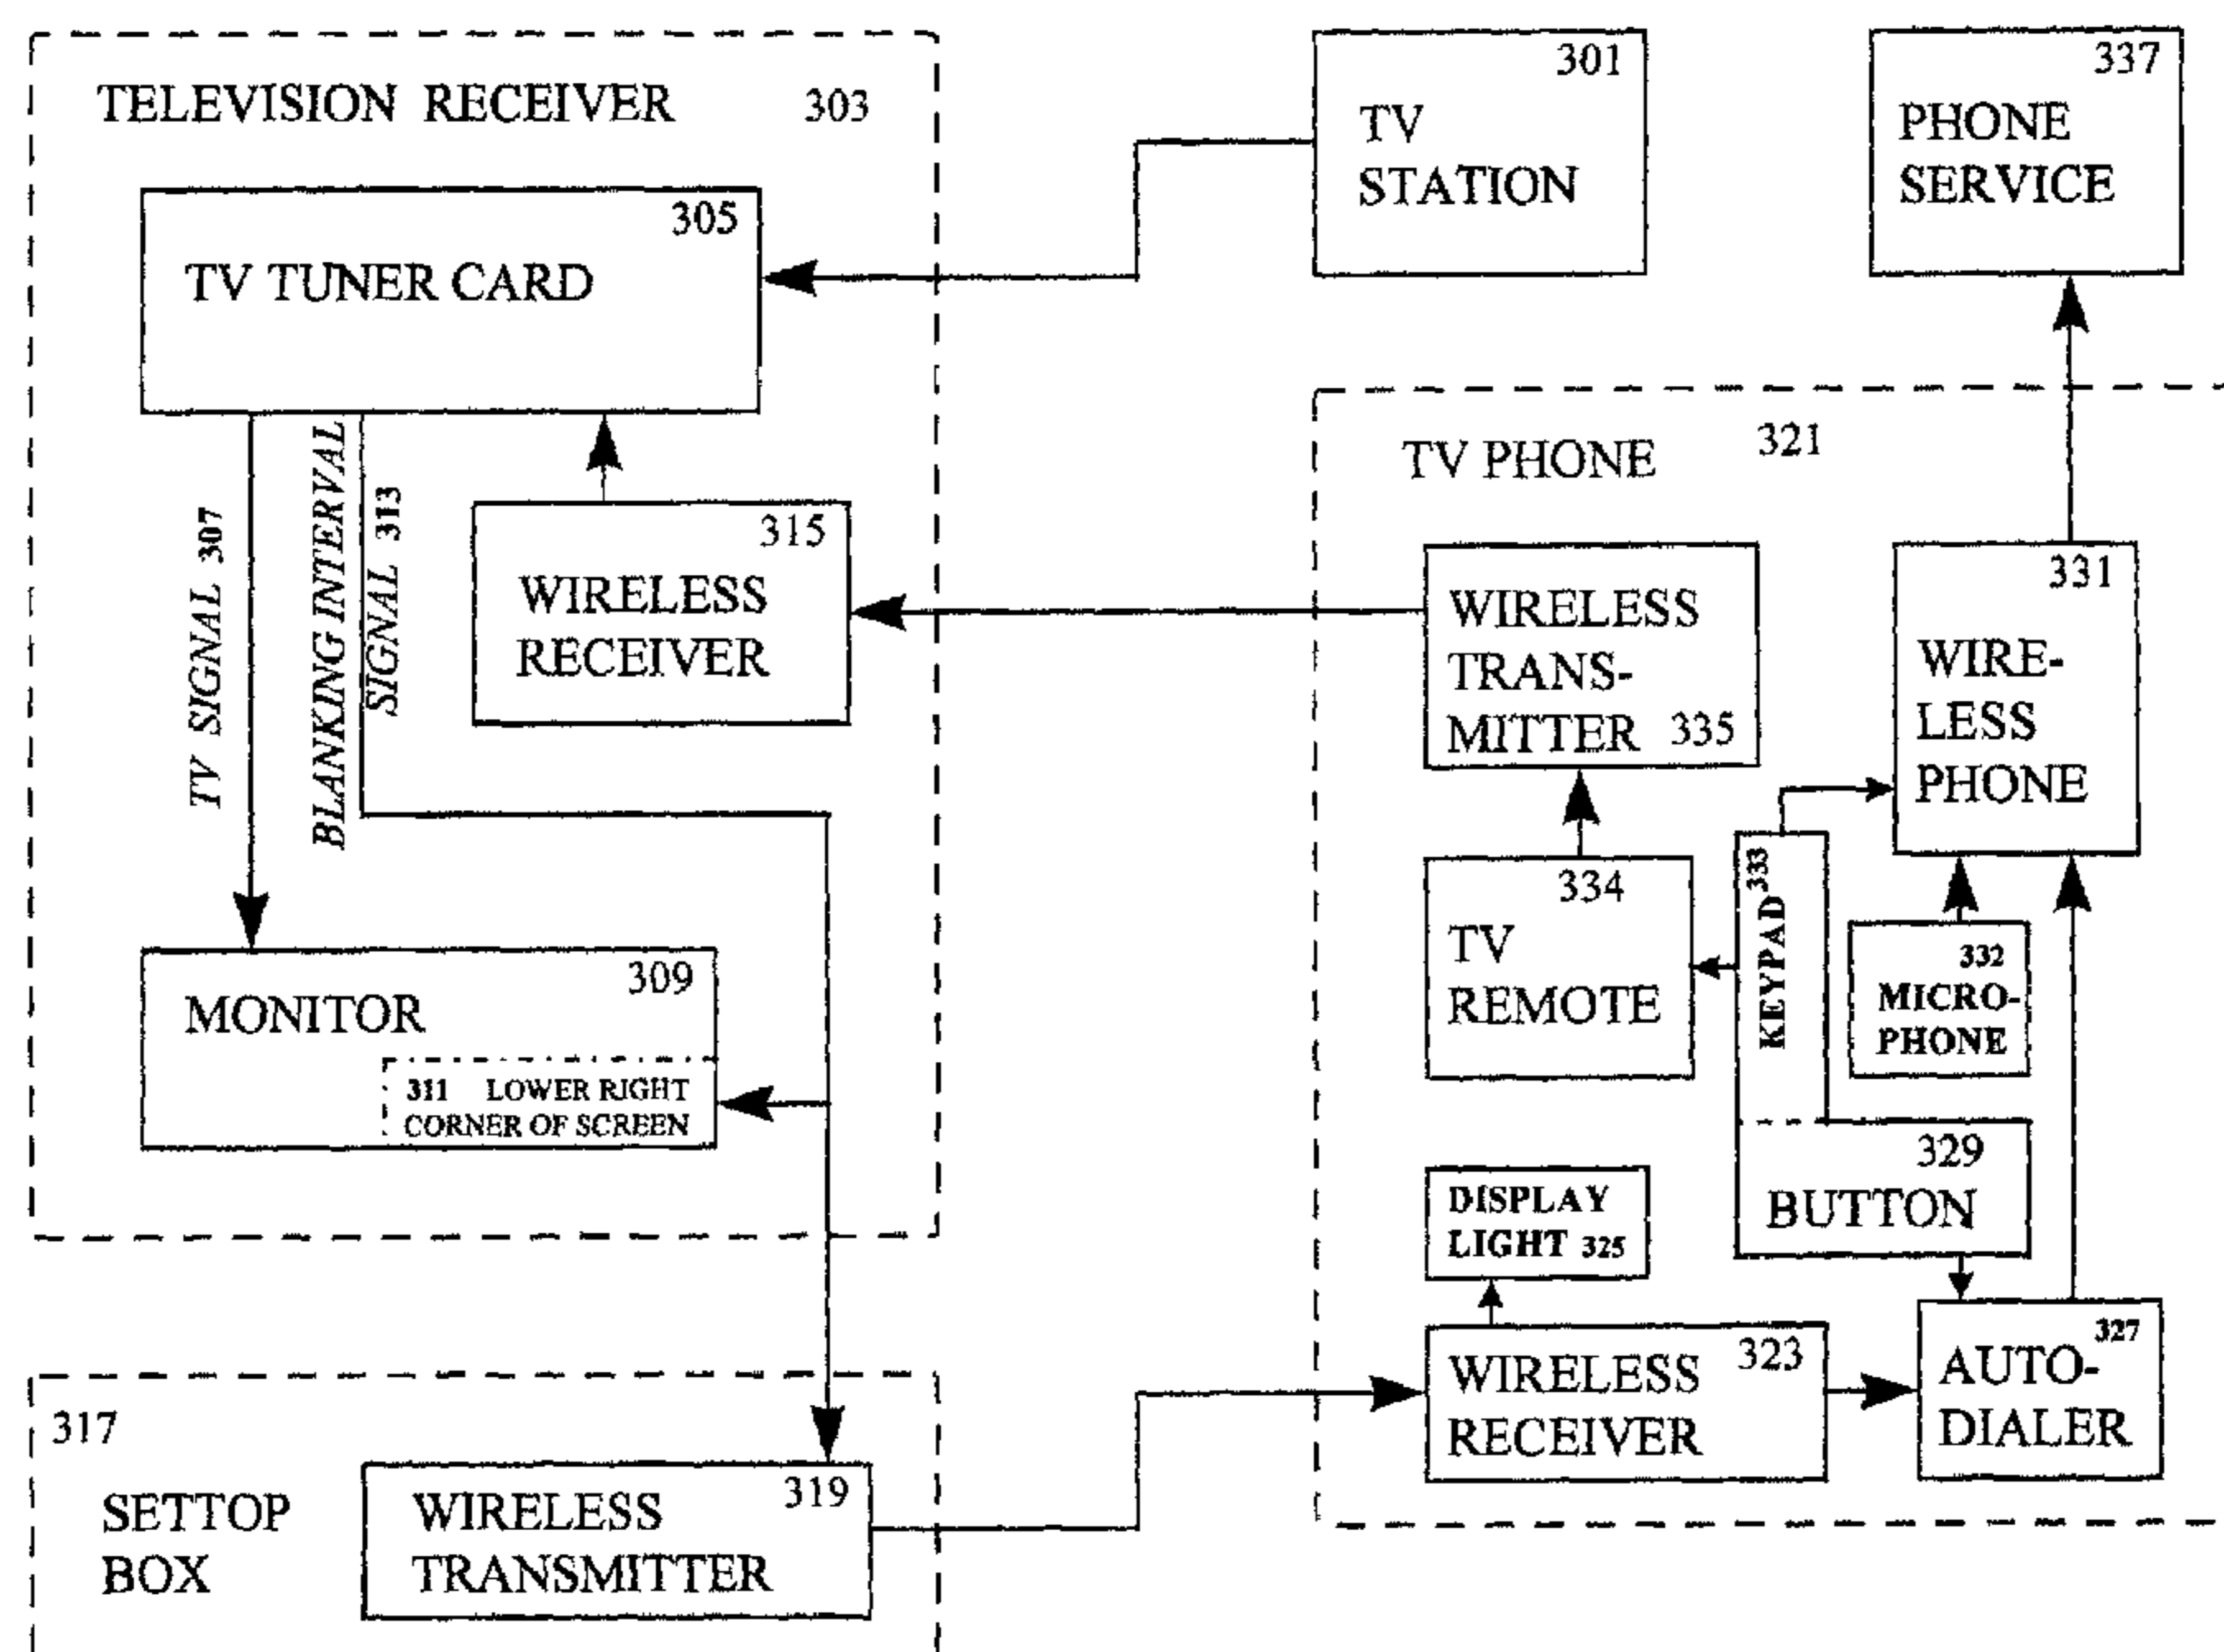 TELEVISION RECEIVER 303
305
TV TUNER CARD
TV SIGNAL 307
BLANKING INTERVAL
SIGNAL 313
315
WIRELESS
RECEIVER
309
MONITOR
311 LOWER RIGHT
CORNER OF SCREEN
317
SETTOP
BOX
319
WIRELESS
TRANSMITTER
301
TV
STATION
337
PHONE
SERVICE
TV PHONE 321
WIRELESS
TRANS-
MITTER 335
331
WIRE-
LESS
PHONE
334
TV
REMOTE
KEYPAD 333
332
MICRO-
PHONE
329
BUTTON
DISPLAY
LIGHT 325
323
WIRELESS
RECEIVER
327
AUTO-
DIALER